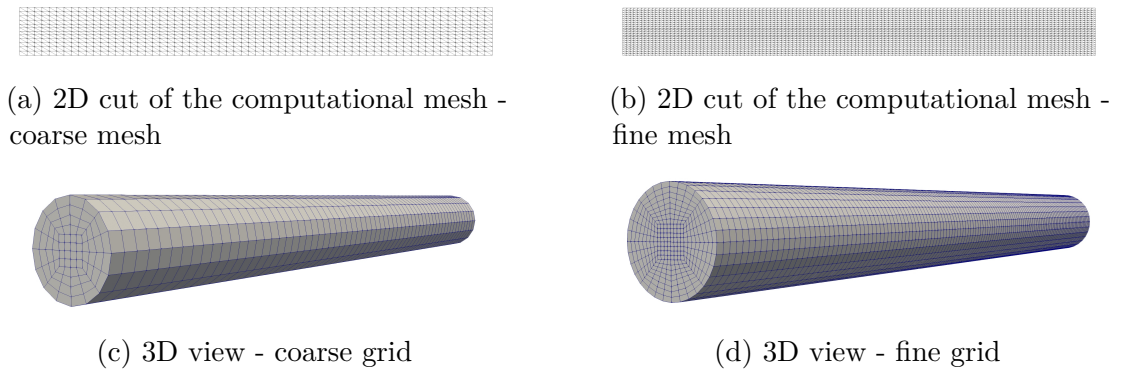 (a) 2D cut of the computational mesh -
coarse mesh
(b) 2D cut of the computational mesh -
fine mesh
(c) 3D view - coarse grid
(d) 3D view - fine grid